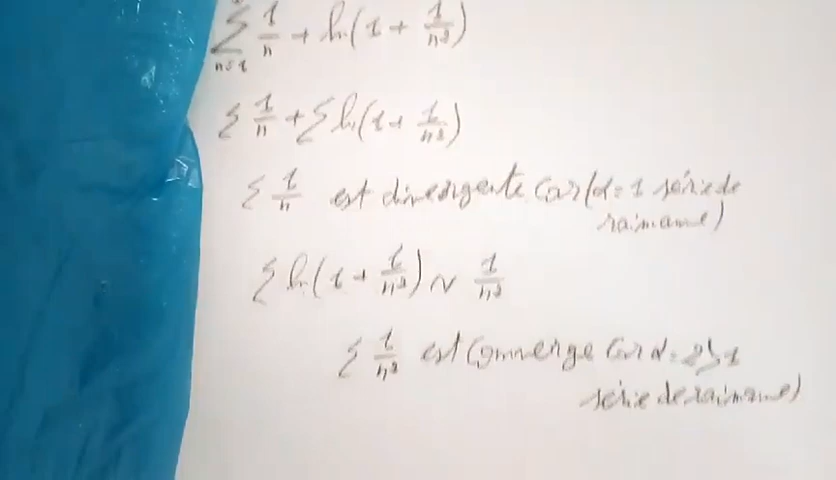 ∑ 1/n + ln(1 + 1/n²)
n=1
∑ 1/n + ∑ ln(1 + 1/n²)
∑ 1/n est divergente car (α = 1 série de
raimane)
∑ ln(1 + 1/n²) ~ 1/n²
∑ 1/n² est converge car α = 2 > 1
série de raimane)